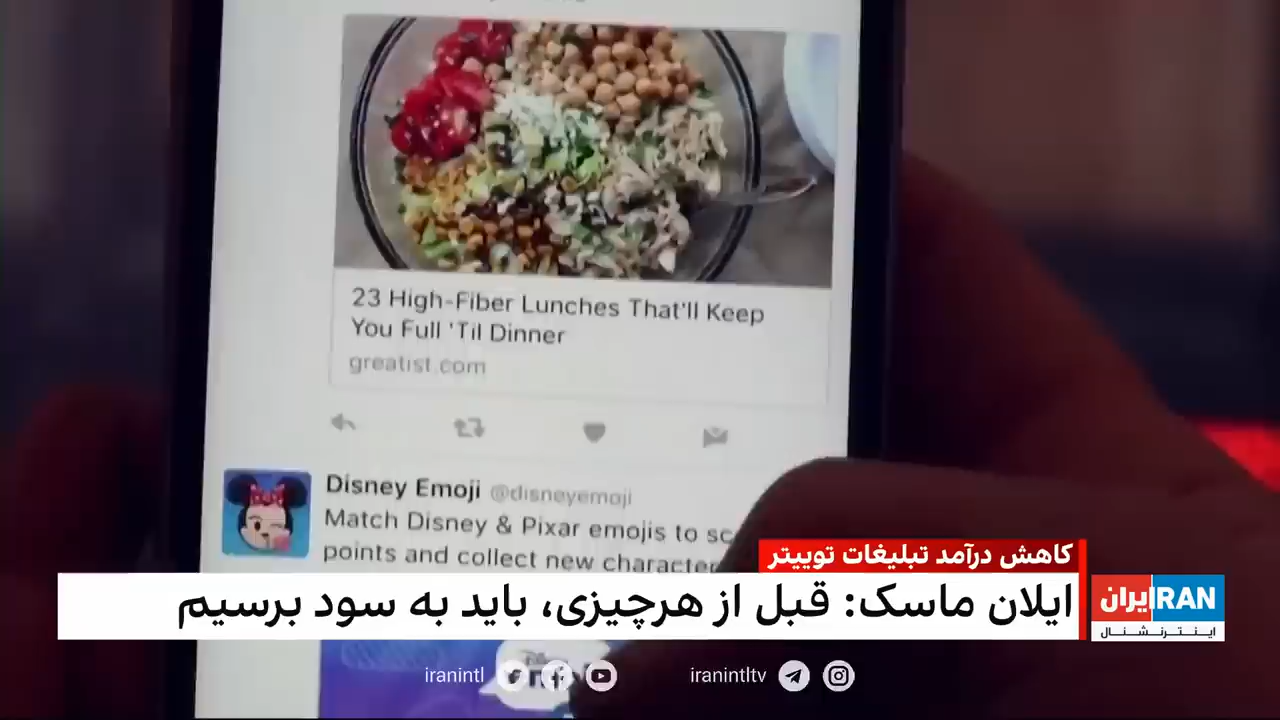 23 High-Fiber Lunches That'll Keep
You Full 'Til Dinner
greatist.com
Disney Emoji @disneyemoji
Match Disney & Pixar emojis to sc
points and collect new character
کاهش درآمد تبلیغات توییتر
ایلان ماسک: قبل از هرچیزی، باید به سود برسیم
ایران IRAN
اینترنشنال
iranintl
iranintltv